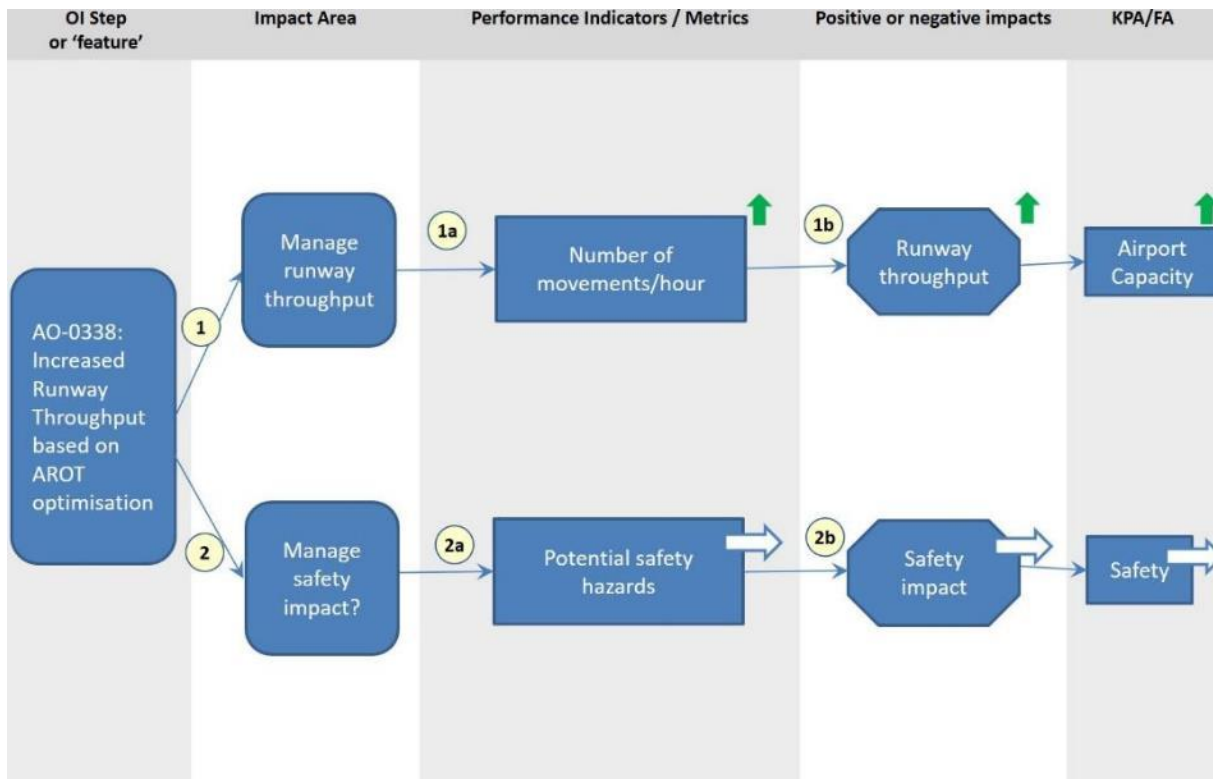 OI Step
or ‘feature’
Impact Area
Performance Indicators / Metrics
Positive or negative impacts
KPA/FA
AO-0338:
Increased
Runway
Throughput
based on
AROT
optimisation
1
Manage
runway
throughput
1a
Number of
movements/hour
1b
Runway
throughput
Airport
Capacity
2
Manage
safety
impact?
2a
Potential safety
hazards
2b
Safety
impact
Safety